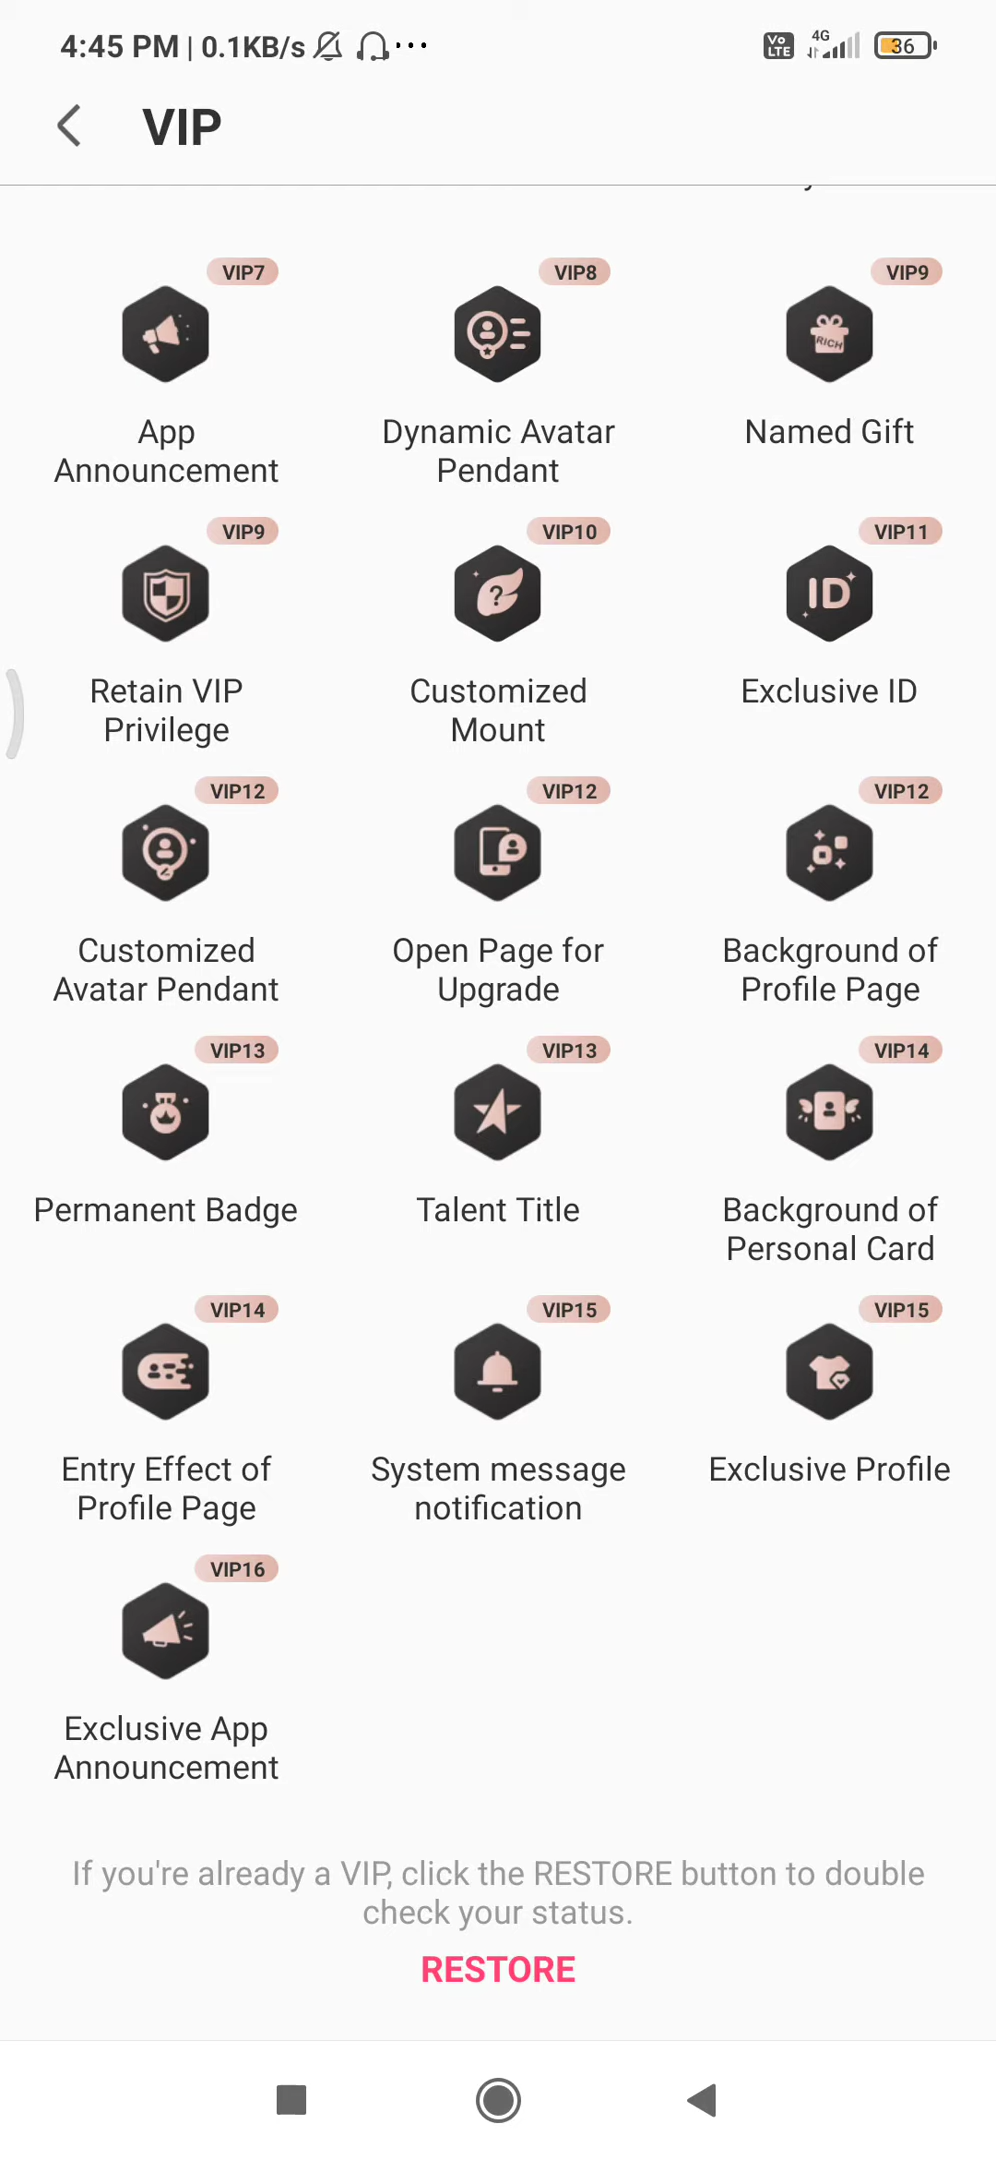 4:45 PM | 0.1KB/s
Vo LTE 4G 36
VIP
VIP7 VIP8 VIP9
RICH
App Dynamic Avatar Named Gift
Announcement Pendant
VIP9 VIP10 VIP11
? ID
Retain VIP Customized Exclusive ID
Privilege Mount
VIP12 VIP12 VIP12
Customized Open Page for Background of
Avatar Pendant Upgrade Profile Page
VIP13 VIP13 VIP14
Permanent Badge Talent Title Background of
Personal Card
VIP14 VIP15 VIP15
Entry Effect of System message Exclusive Profile
Profile Page notification
VIP16
Exclusive App
Announcement
If you're already a VIP, click the RESTORE button to double
check your status.
RESTORE